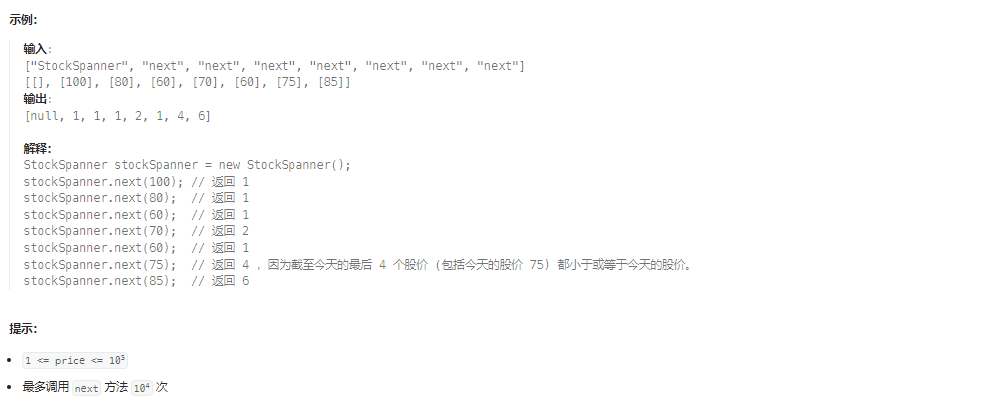 示例：
输入：
["StockSpanner", "next", "next", "next", "next", "next", "next", "next"]
[[], [100], [80], [60], [70], [60], [75], [85]]
输出：
[null, 1, 1, 1, 2, 1, 4, 6]
解释：
StockSpanner stockSpanner = new StockSpanner();
stockSpanner.next(100); // 返回 1
stockSpanner.next(80);  // 返回 1
stockSpanner.next(60);  // 返回 1
stockSpanner.next(70);  // 返回 2
stockSpanner.next(60);  // 返回 1
stockSpanner.next(75);  // 返回 4 ，因为截至今天的最后 4 个股价 (包括今天的股价 75) 都小于或等于今天的股价。
stockSpanner.next(85);  // 返回 6
提示：
• 1 <= price <= 10⁵
• 最多调用 next 方法 10⁴ 次